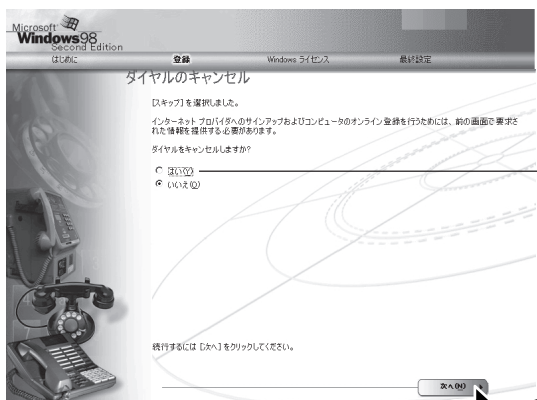 Microsoft
Windows98
Second Edition
はじめに 登録 Windows ライセンス 最終設定
ダイヤルのキャンセル
[スキップ] を選択しました。
インターネット プロバイダへのサインアップおよびコンピュータのオンライン登録を行うためには、前の画面で要求さ
れた情報を提供する必要があります。
ダイヤルをキャンセルしますか?
はい(Y)
いいえ(O)
続行するには [次へ] をクリックしてください。
次へ(N)